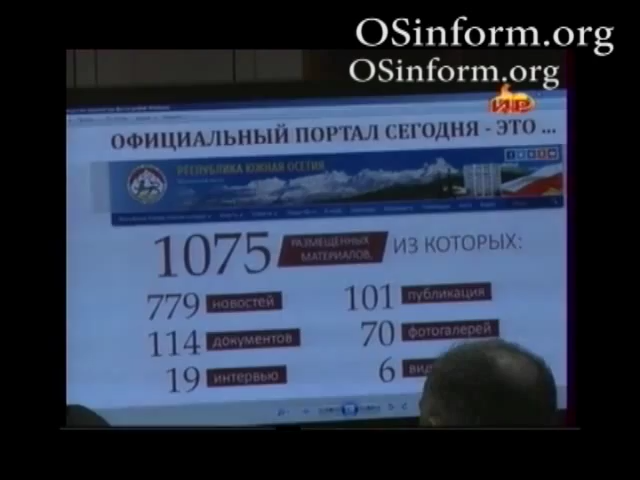 OSinform.org
OSinform.org
ИР
ОФИЦИАЛЬНЫЙ ПОРТАЛ СЕГОДНЯ - ЭТО ...
РЕСПУБЛИКА ЮЖНАЯ ОСЕТИЯ
1075 РАЗМЕЩЕННЫХ МАТЕРИАЛОВ, ИЗ КОТОРЫХ:
779 новостей
101 публикация
114 документов
70 фотогалерей
19 интервью
6